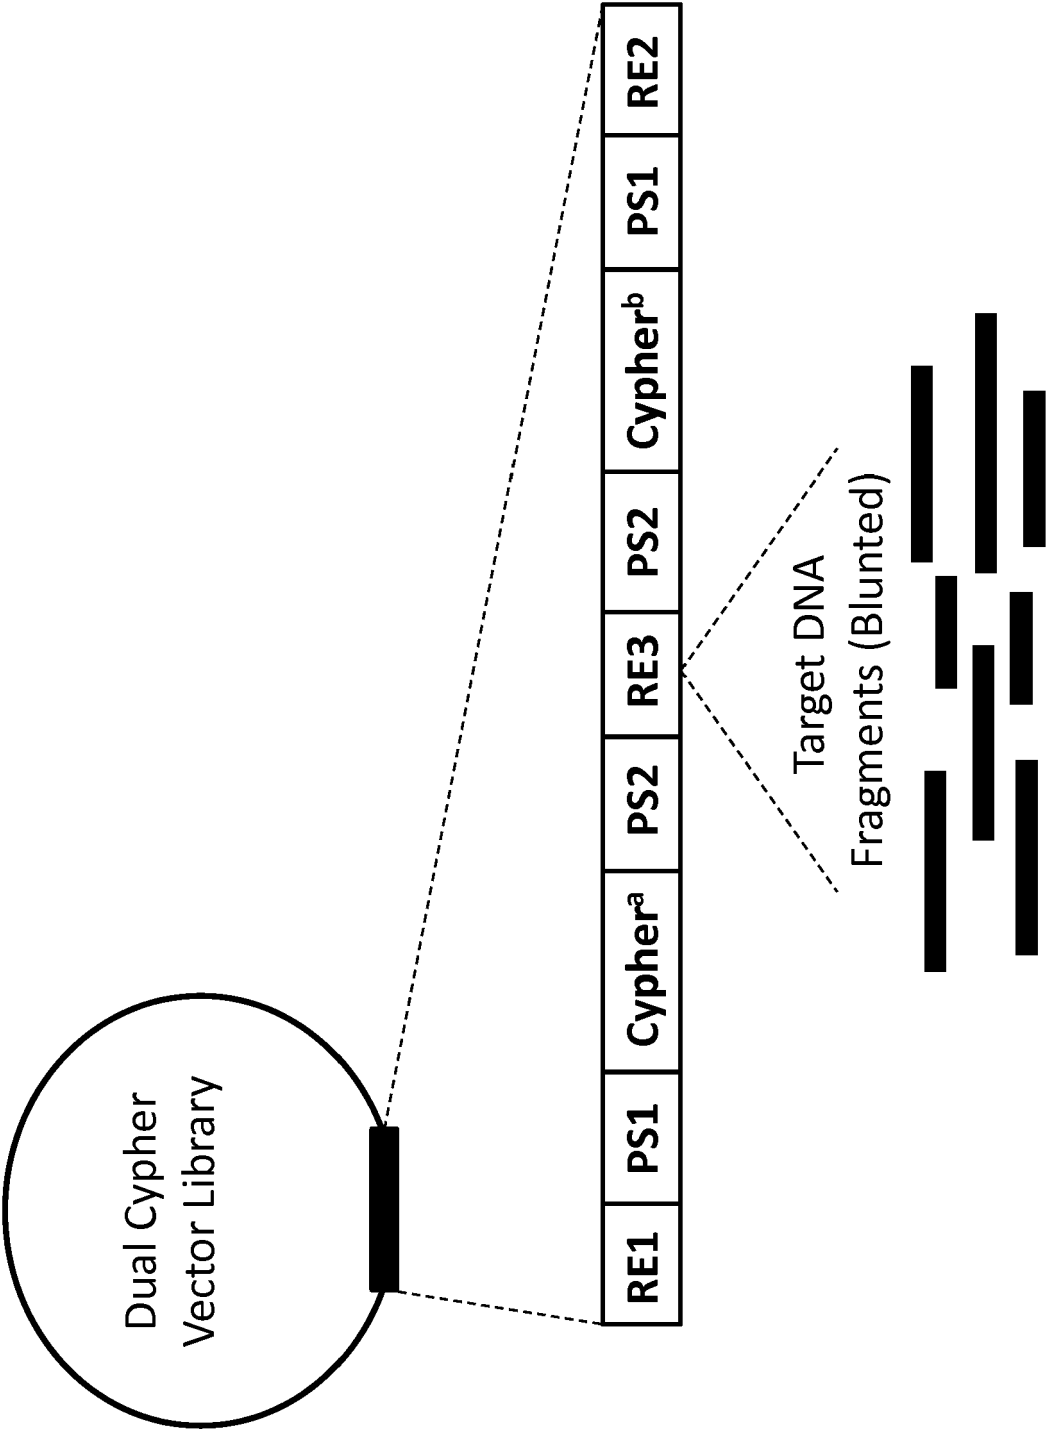 Dual Cypher
Vector Library
RE1 PS1 Cypherᵃ PS2 RE3 PS2 Cypherᵇ PS1 RE2
Target DNA
Fragments (Blunted)